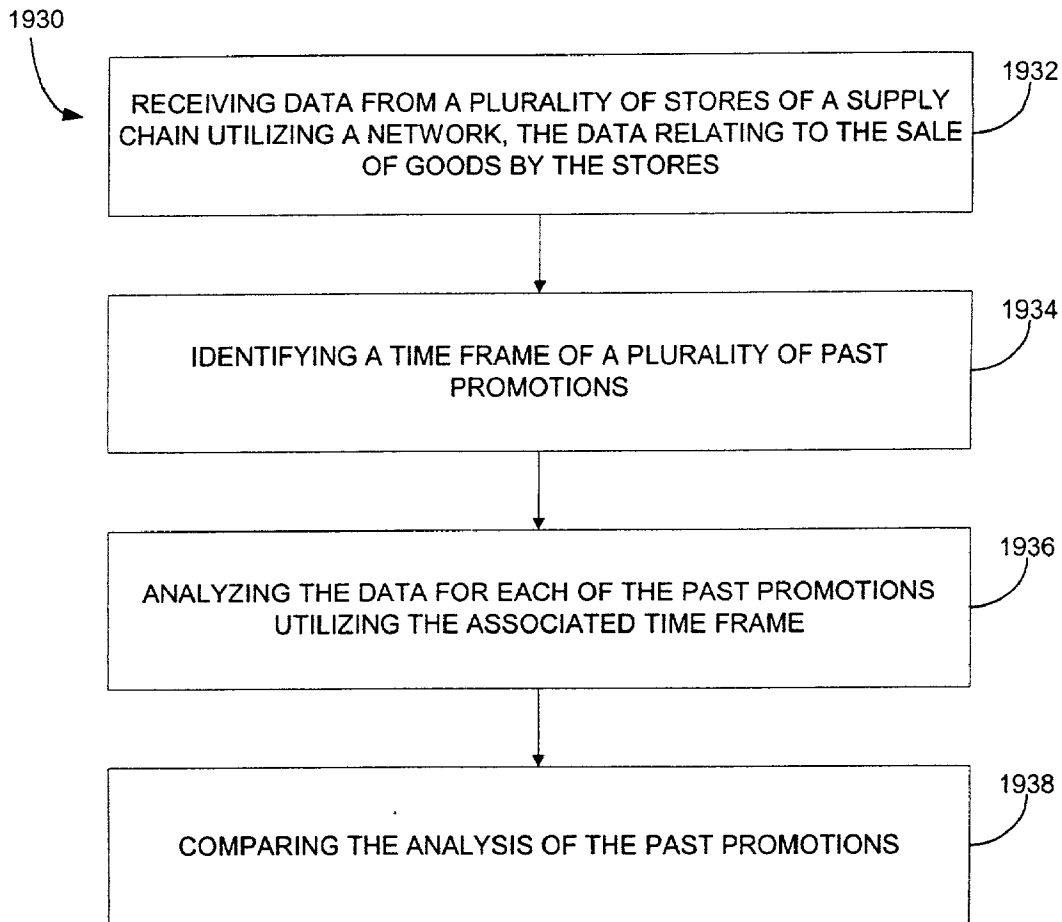 1930
1932
RECEIVING DATA FROM A PLURALITY OF STORES OF A SUPPLY
CHAIN UTILIZING A NETWORK, THE DATA RELATING TO THE SALE
OF GOODS BY THE STORES
1934
IDENTIFYING A TIME FRAME OF A PLURALITY OF PAST
PROMOTIONS
1936
ANALYZING THE DATA FOR EACH OF THE PAST PROMOTIONS
UTILIZING THE ASSOCIATED TIME FRAME
1938
COMPARING THE ANALYSIS OF THE PAST PROMOTIONS